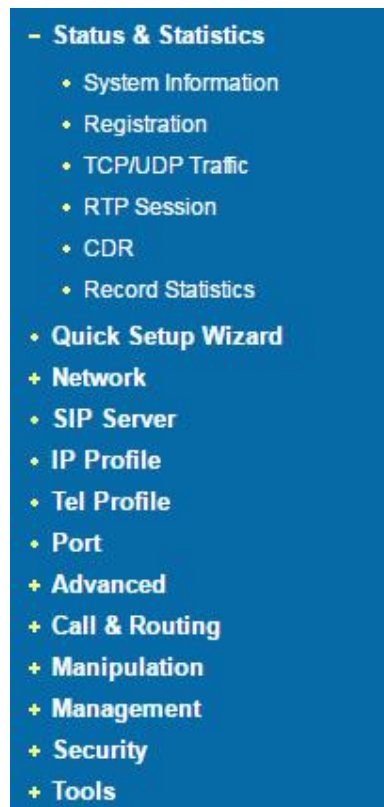 Status & Statistics
System Information
Registration
TCP/UDP Traffic
RTP Session
CDR
Record Statistics
Quick Setup Wizard
Network
SIP Server
IP Profile
Tel Profile
Port
Advanced
Call & Routing
Manipulation
Management
Security
Tools